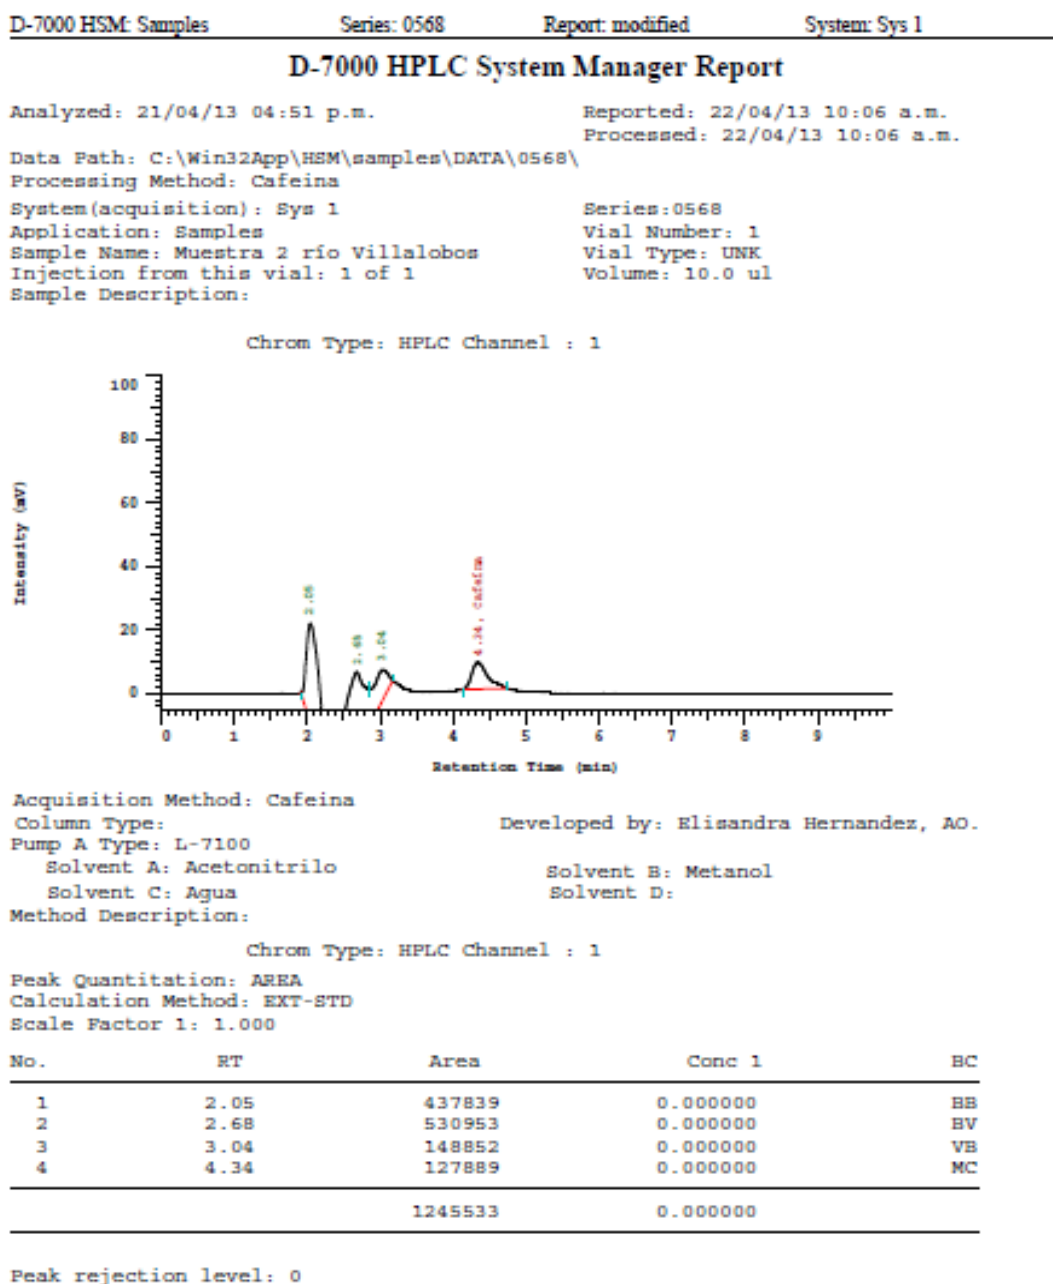 D-7000 HSM: Samples Series: 0568 Report: modified System: Sys 1
D-7000 HPLC System Manager Report
Analyzed: 21/04/13 04:51 p.m. Reported: 22/04/13 10:06 a.m.
Processed: 22/04/13 10:06 a.m.
Data Path: C:\Win32App\HSM\samples\DATA\0568\
Processing Method: Cafeina
System(acquisition): Sys 1 Series:0568
Application: Samples Vial Number: 1
Sample Name: Muestra 2 río Villalobos Vial Type: UNK
Injection from this vial: 1 of 1 Volume: 10.0 ul
Sample Description:
Chrom Type: HPLC Channel : 1
100
80
60
40
20
0
Intensity (mV)
2.05
2.68
3.04
4.34, Cafeina
0 1 2 3 4 5 6 7 8 9
Retention Time (min)
Acquisition Method: Cafeina
Column Type: Developed by: Elisandra Hernandez, AO.
Pump A Type: L-7100
Solvent A: Acetonitrilo Solvent B: Metanol
Solvent C: Agua Solvent D:
Method Description:
Chrom Type: HPLC Channel : 1
Peak Quantitation: AREA
Calculation Method: EXT-STD
Scale Factor 1: 1.000
No. RT Area Conc 1 BC
1 2.05 437839 0.000000 BB
2 2.68 530953 0.000000 BV
3 3.04 148852 0.000000 VB
4 4.34 127889 0.000000 MC
1245533 0.000000
Peak rejection level: 0